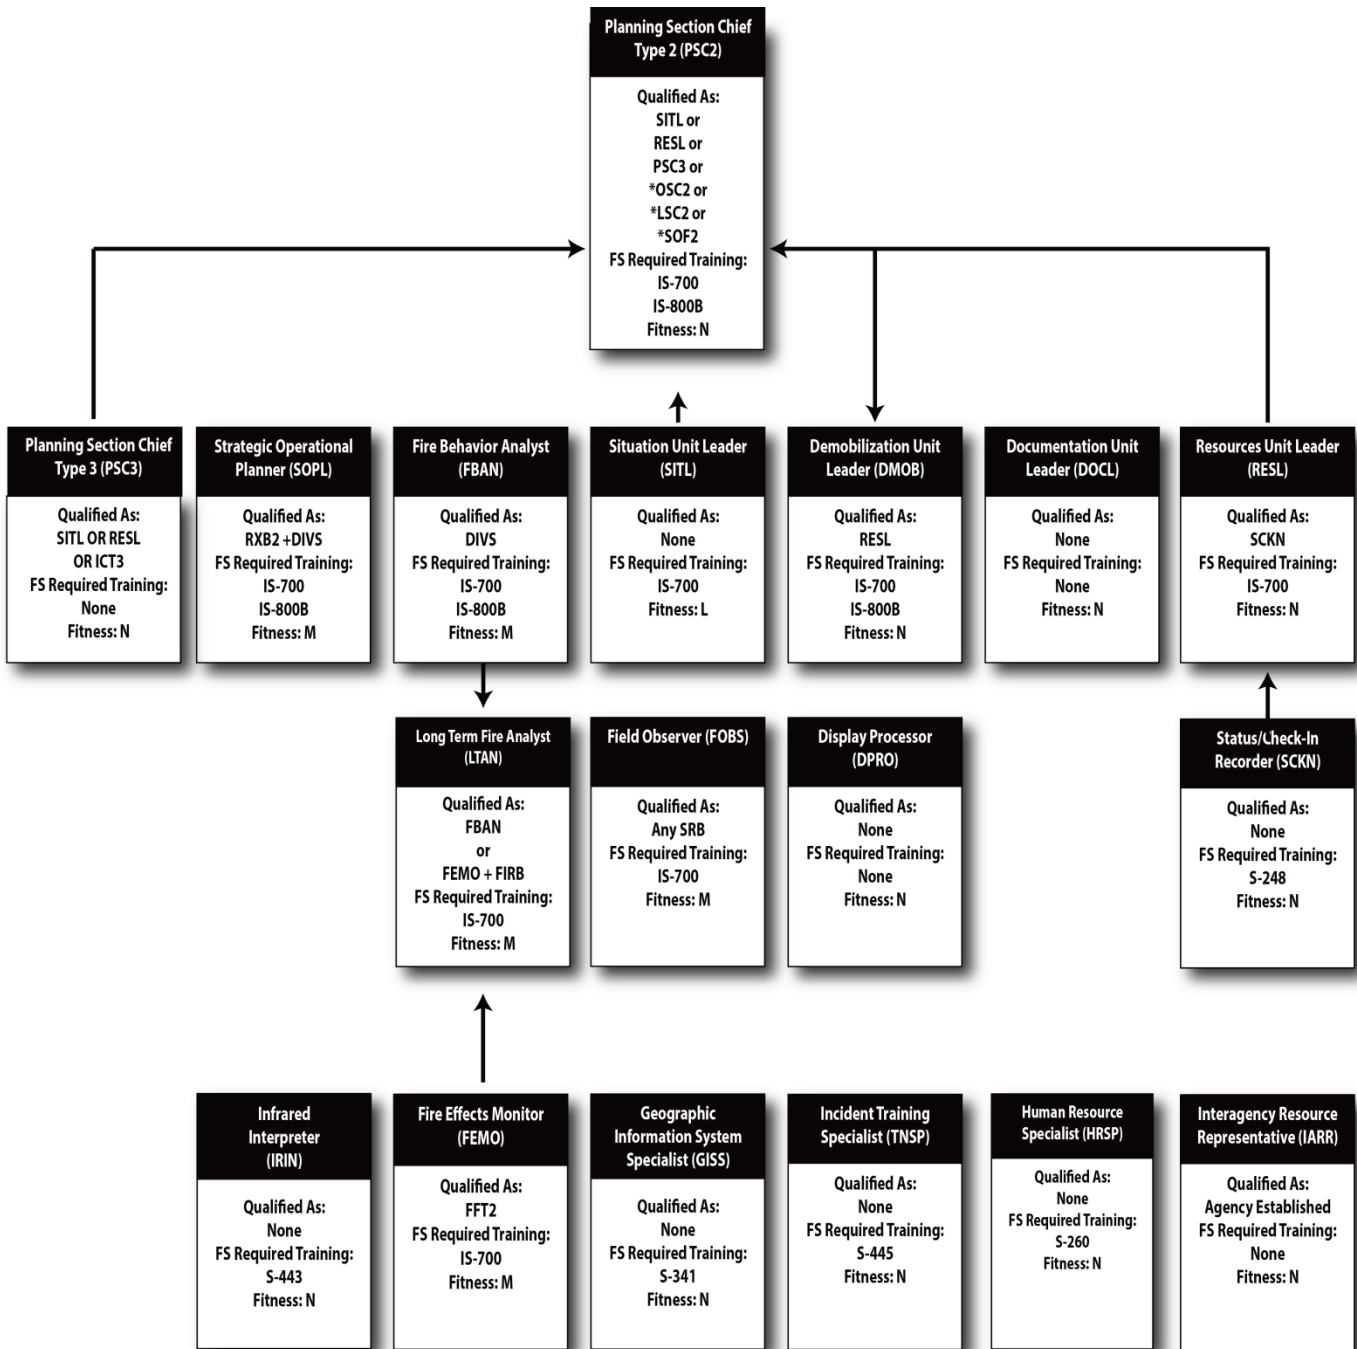 Planning Section Chief
Type 2 (PSC2)
Qualified As:
SITL or
RESL or
PSC3 or
*OSC2 or
*LSC2 or
*SOF2
FS Required Training:
IS-700
IS-800B
Fitness: N
Planning Section Chief
Type 3 (PSC3)
Qualified As:
SITL OR RESL
OR ICT3
FS Required Training:
None
Fitness: N
Strategic Operational
Planner (SOPL)
Qualified As:
RXB2 +DIVS
FS Required Training:
IS-700
IS-800B
Fitness: M
Fire Behavior Analyst
(FBAN)
Qualified As:
DIVS
FS Required Training:
IS-700
IS-800B
Fitness: M
Situation Unit Leader
(SITL)
Qualified As:
None
FS Required Training:
IS-700
Fitness: L
Demobilization Unit
Leader (DMOB)
Qualified As:
RESL
FS Required Training:
IS-700
IS-800B
Fitness: N
Documentation Unit
Leader (DOCL)
Qualified As:
None
FS Required Training:
None
Fitness: N
Resources Unit Leader
(RESL)
Qualified As:
SCKN
FS Required Training:
IS-700
Fitness: N
Long Term Fire Analyst
(LTAN)
Qualified As:
FBAN
or
FEMO + FIRB
FS Required Training:
IS-700
Fitness: M
Field Observer (FOBS)
Qualified As:
Any SRB
FS Required Training:
IS-700
Fitness: M
Display Processor
(DPRO)
Qualified As:
None
FS Required Training:
None
Fitness: N
Status/Check-In
Recorder (SCKN)
Qualified As:
None
FS Required Training:
S-248
Fitness: N
Infrared
Interpreter
(IRIN)
Qualified As:
None
FS Required Training:
S-443
Fitness: N
Fire Effects Monitor
(FEMO)
Qualified As:
FFT2
FS Required Training:
IS-700
Fitness: M
Geographic
Information System
Specialist (GISS)
Qualified As:
None
FS Required Training:
S-341
Fitness: N
Incident Training
Specialist (TNSP)
Qualified As:
None
FS Required Training:
S-445
Fitness: N
Human Resource
Specialist (HRSP)
Qualified As:
None
FS Required Training:
S-260
Fitness: N
Interagency Resource
Representative (IARR)
Qualified As:
Agency Established
FS Required Training:
None
Fitness: N